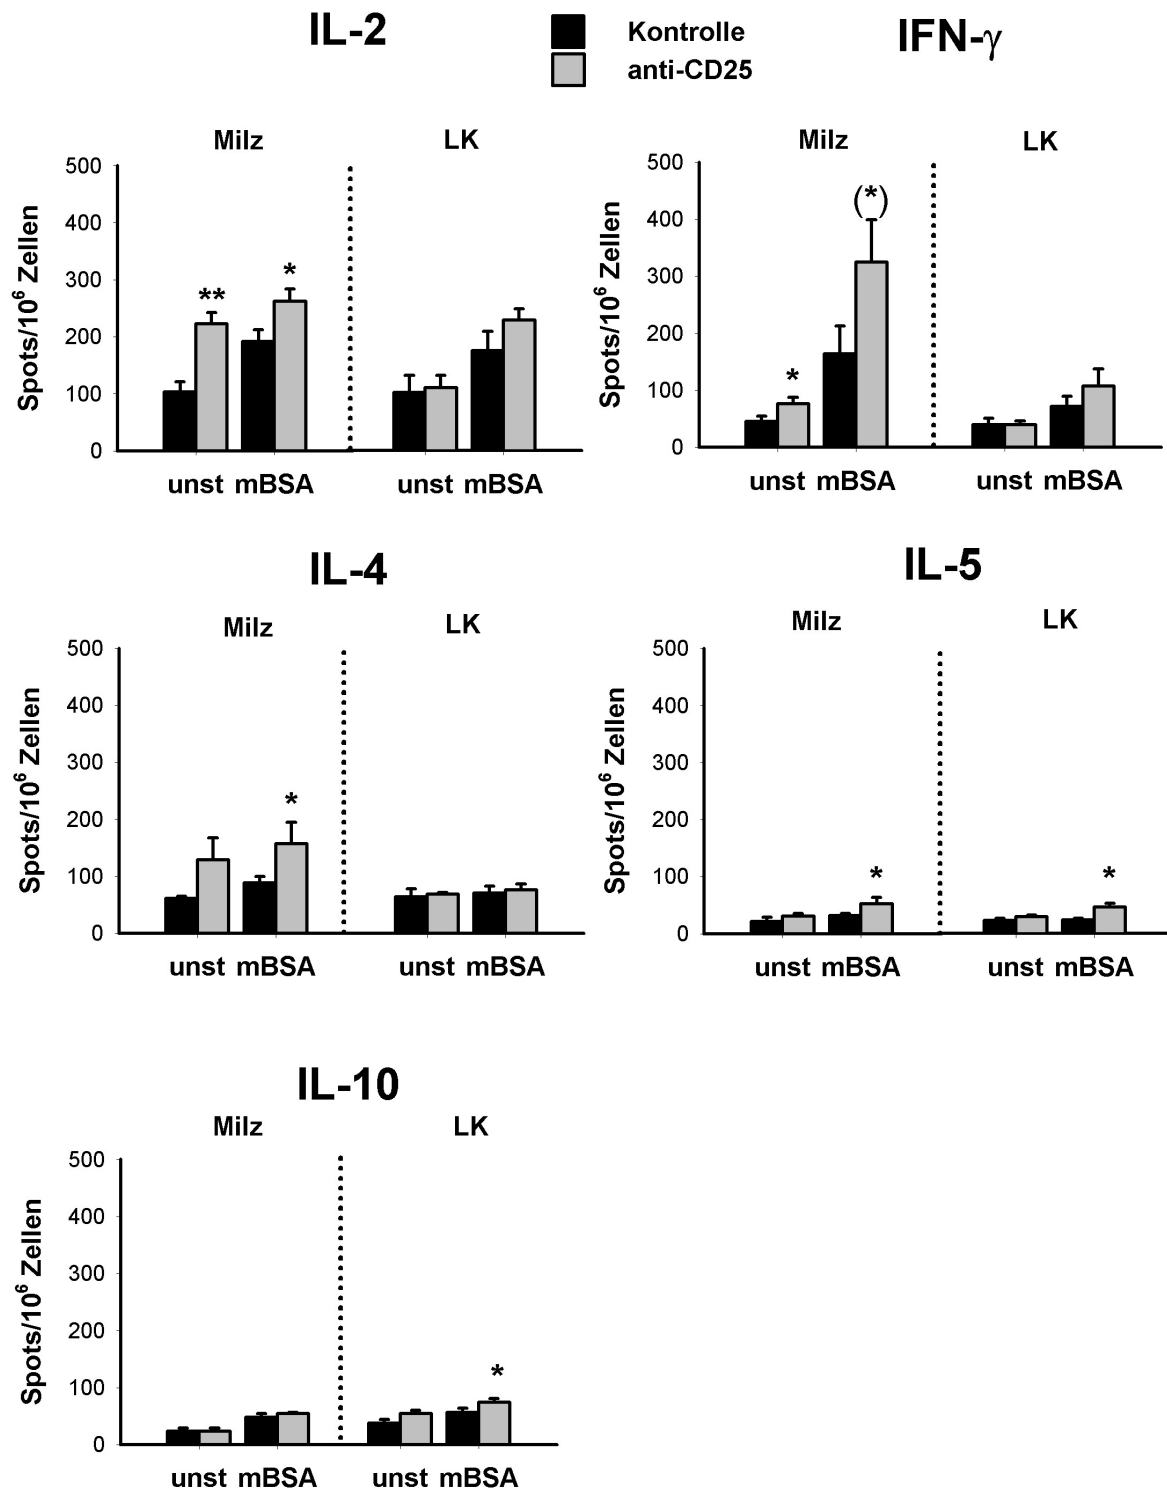 IL-2
Kontrolle
anti-CD25
IFN-γ
Milz
LK
500
400
300
200
100
0
Spots/10⁶ Zellen
**
*
unst mBSA
unst mBSA
Milz
LK
500
400
300
200
100
0
Spots/10⁶ Zellen
*
(*)
unst mBSA
unst mBSA
IL-4
Milz
LK
500
400
300
200
100
0
Spots/10⁶ Zellen
*
unst mBSA
unst mBSA
IL-5
Milz
LK
500
400
300
200
100
0
Spots/10⁶ Zellen
*
*
unst mBSA
unst mBSA
IL-10
Milz
LK
500
400
300
200
100
0
Spots/10⁶ Zellen
*
unst mBSA
unst mBSA